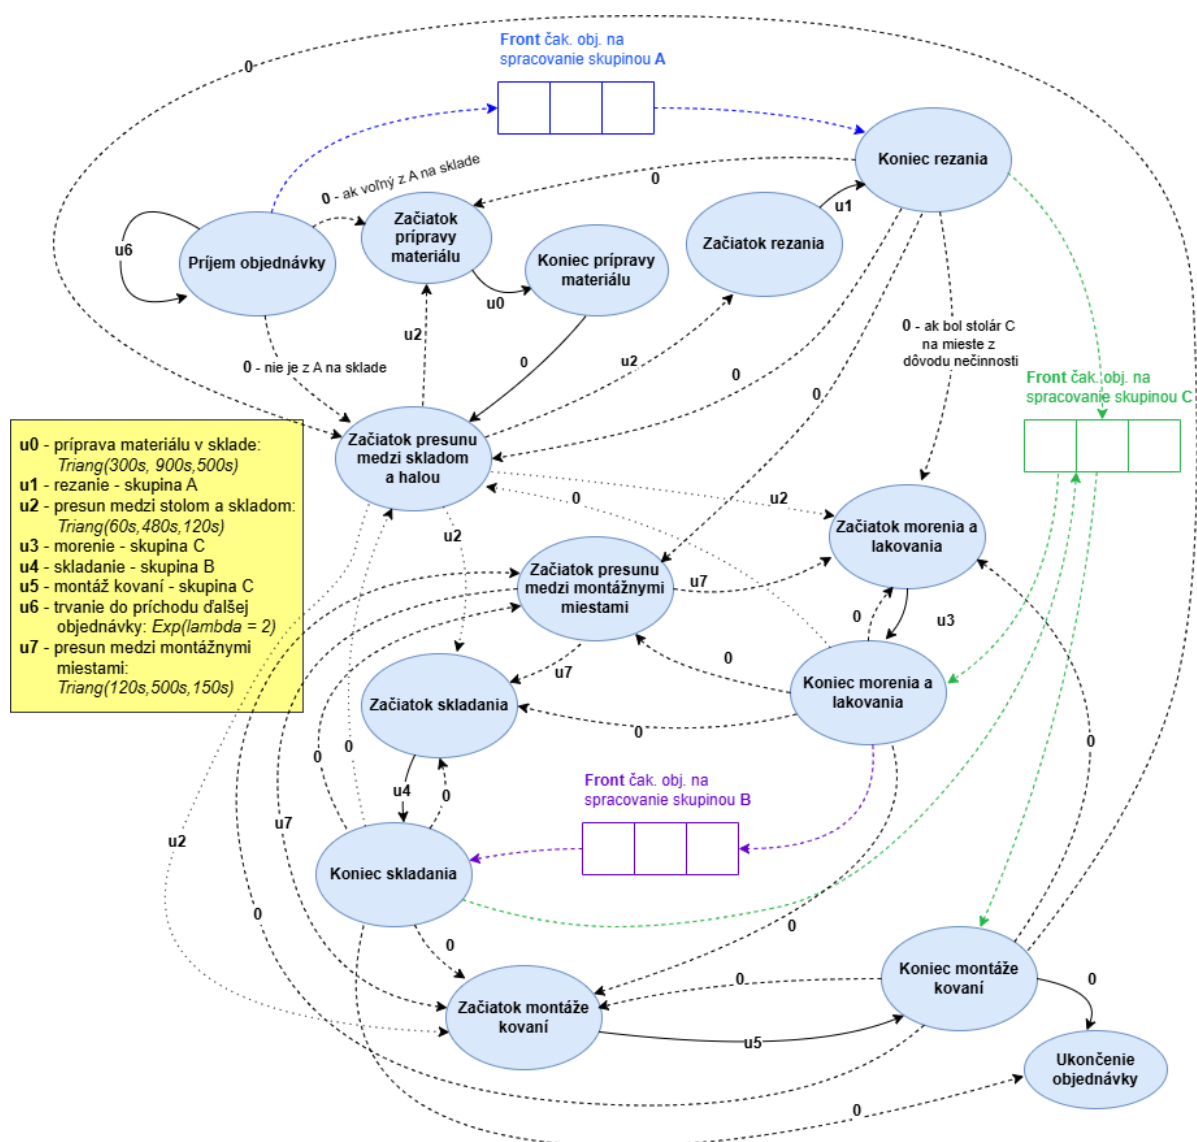 0
Front čak. obj. na
spracovanie skupinou A
Koniec rezania
0 - ak voľný z A na sklade
0
u1
Začiatok
prípravy
materiálu
Začiatok rezania
u6
Príjem objednávky
Koniec prípravy
materiálu
u0
u2
0
u2
0 - ak bol stolár C
na mieste z
dôvodu nečinnosti
0 - nie je z A na sklade
0
0
Front čak. obj. na
spracovanie skupinou C
u0 - príprava materiálu v sklade:
Triang(300s, 900s,500s)
u1 - rezanie - skupina A
u2 - presun medzi stolom a skladom:
Triang(60s,480s,120s)
u3 - morenie - skupina C
u4 - skladanie - skupina B
u5 - montáž kovaní - skupina C
u6 - trvanie do príchodu ďalšej
objednávky: Exp(lambda = 2)
u7 - presun medzi montážnymi
miestami:
Triang(120s,500s,150s)
Začiatok presunu
medzi skladom
a halou
u2
0
u2
Začiatok morenia a
lakovania
Začiatok presunu
medzi montážnymi
miestami
u7
0
u3
0
u7
Koniec morenia a
lakovania
Začiatok skladania
0
0
0
0
Front čak. obj. na
spracovanie skupinou B
u4
0
u7
u2
Koniec skladania
0
0
0
Koniec montáže
kovaní
0
0
Začiatok montáže
kovaní
u5
Ukončenie
objednávky
0